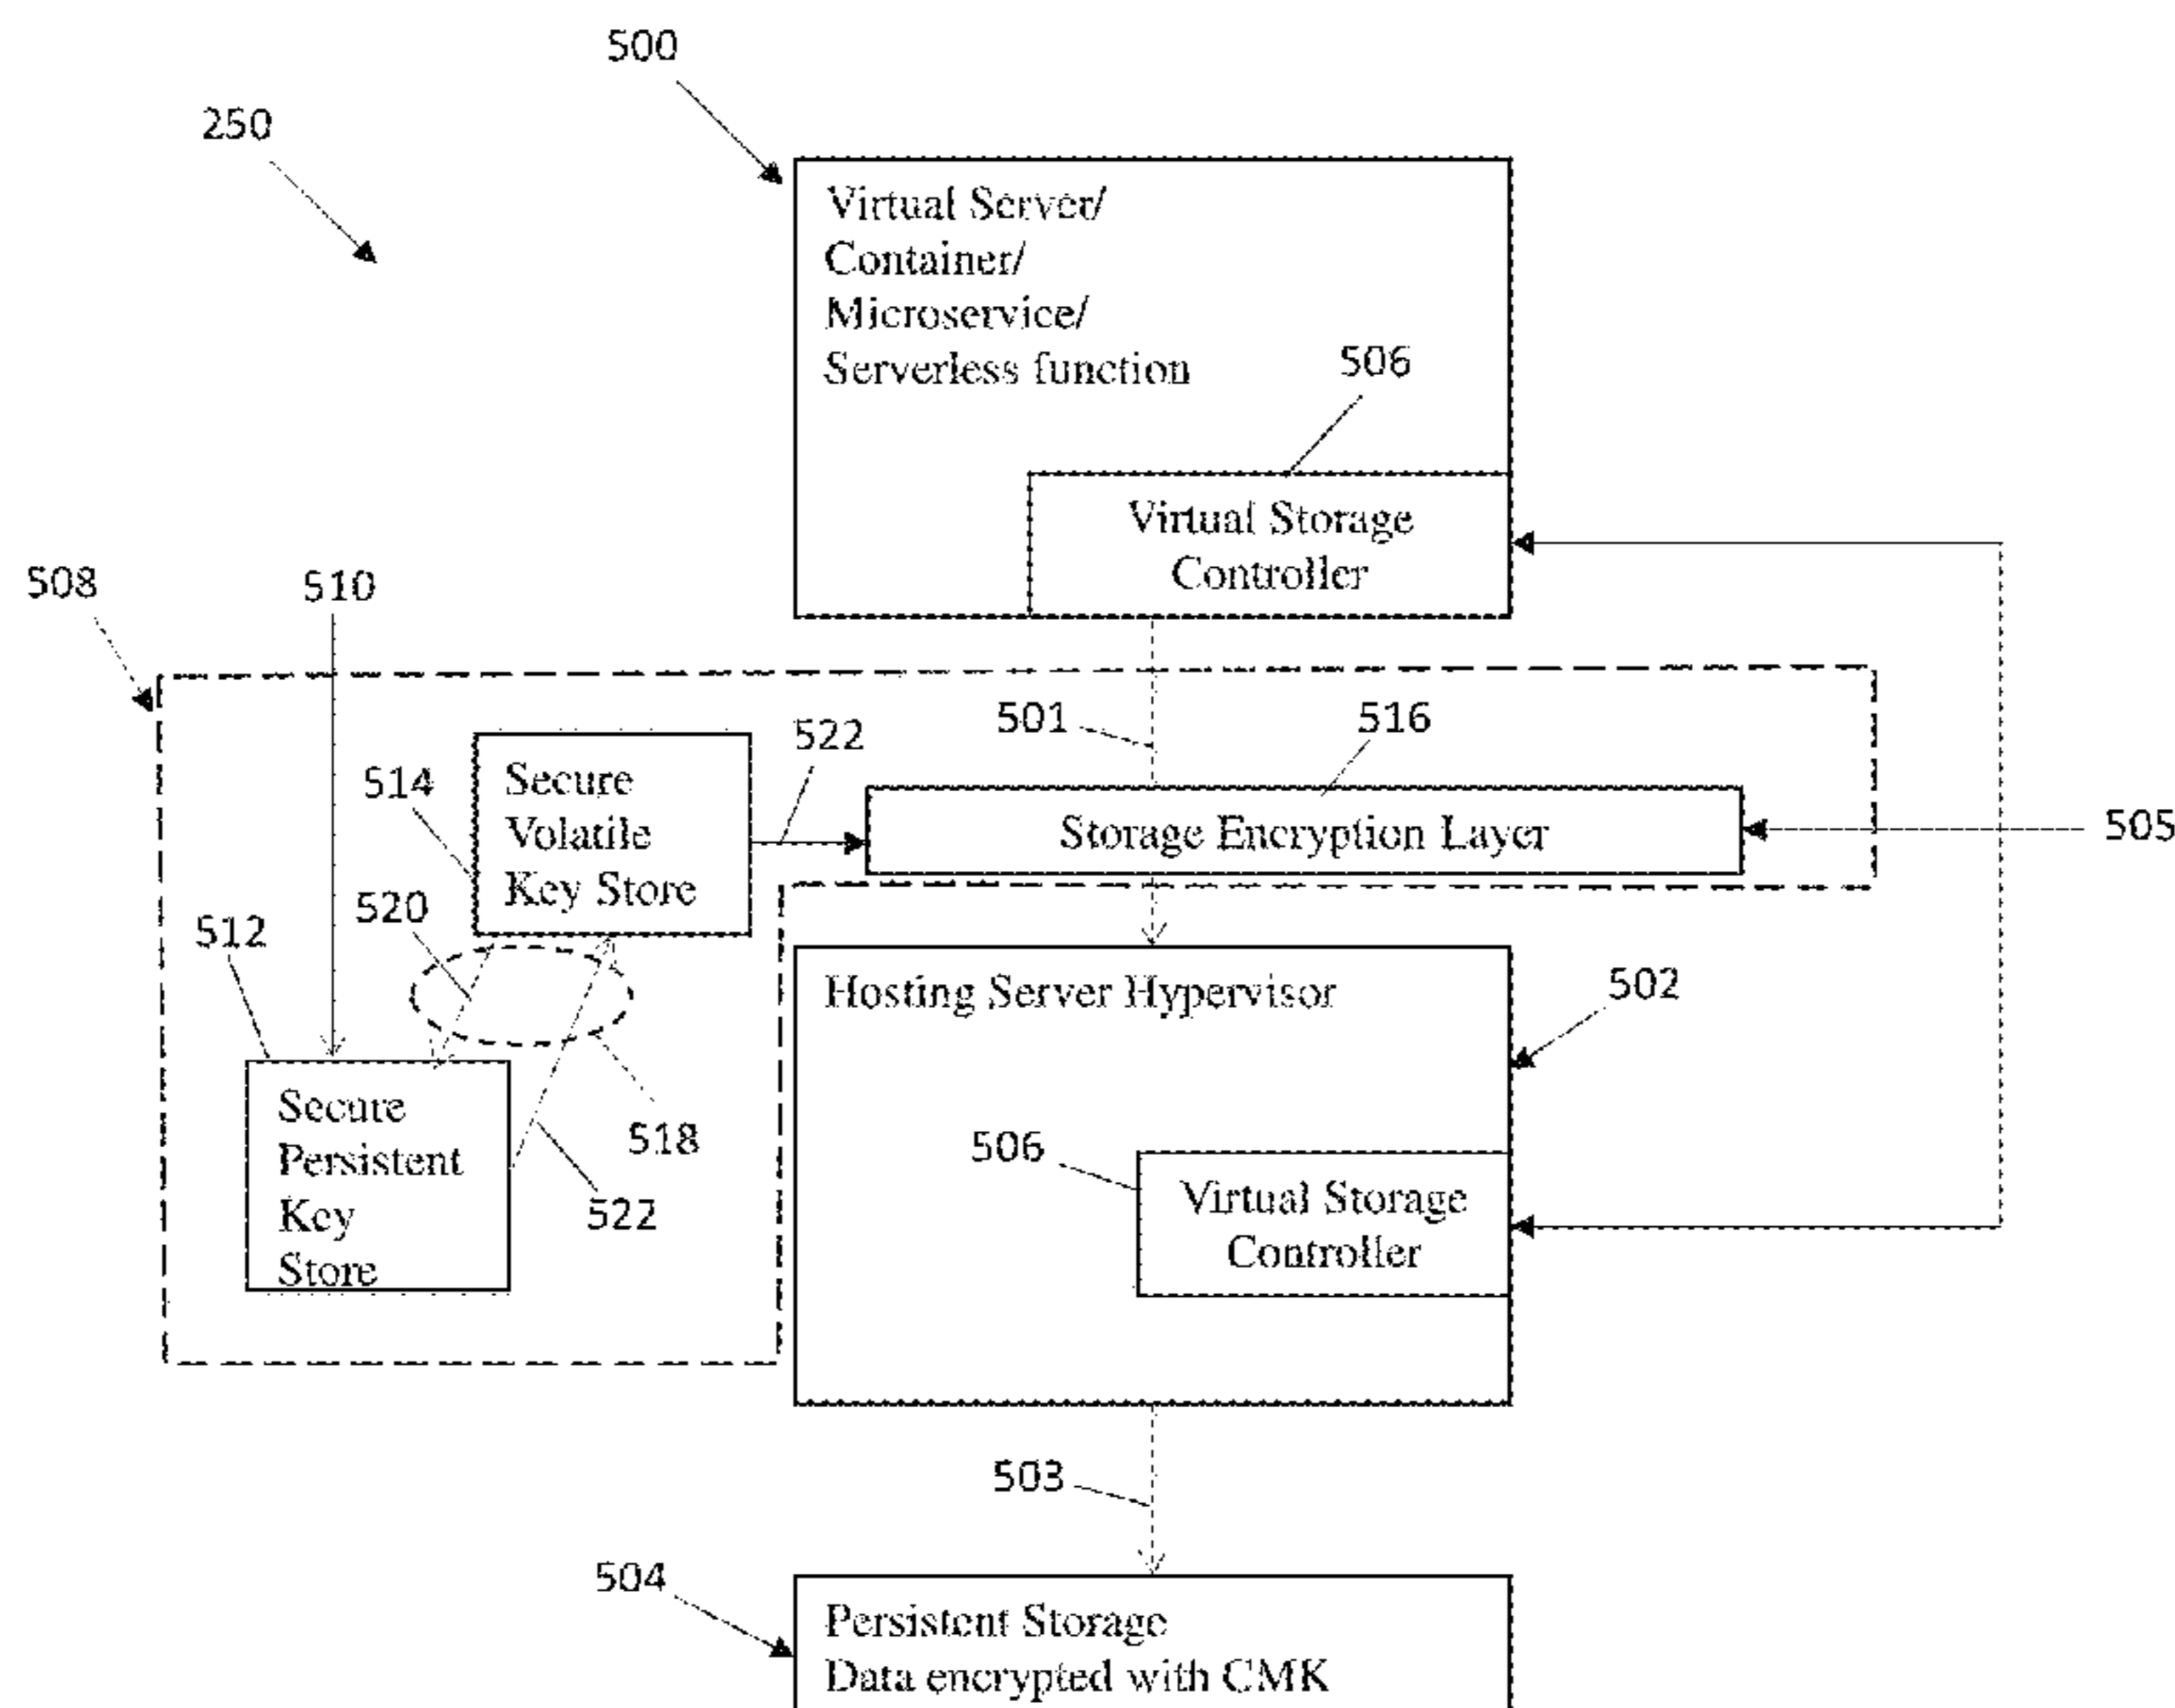 500
250
Virtual Server/
Container/
Microservice/
Serverless function
506
Virtual Storage
Controller
508
510
501
516
522
514
Secure
Volatile
Key Store
Storage Encryption Layer
505
520
512
Hosting Server Hypervisor
502
Secure
Persistent
Key
Store
518
522
506
Virtual Storage
Controller
503
504
Persistent Storage
Data encrypted with CMK